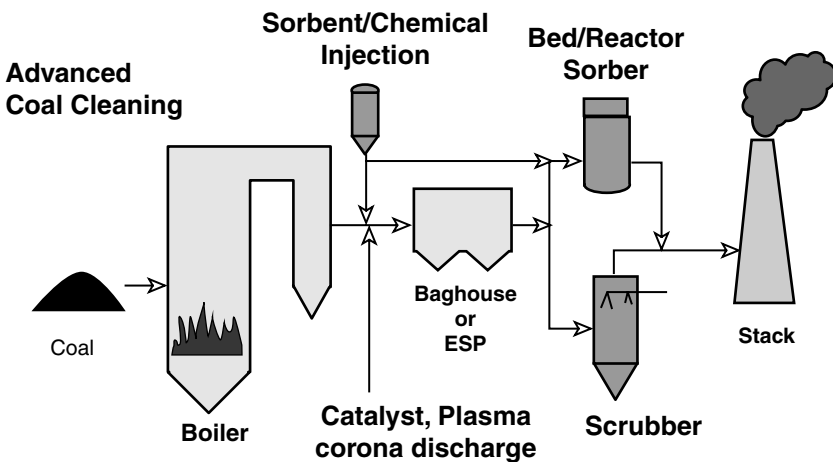 Sorbent/Chemical
Injection
Bed/Reactor
Sorber
Advanced
Coal Cleaning
Baghouse
or
ESP
Coal
Stack
Boiler
Catalyst, Plasma
corona discharge
Scrubber